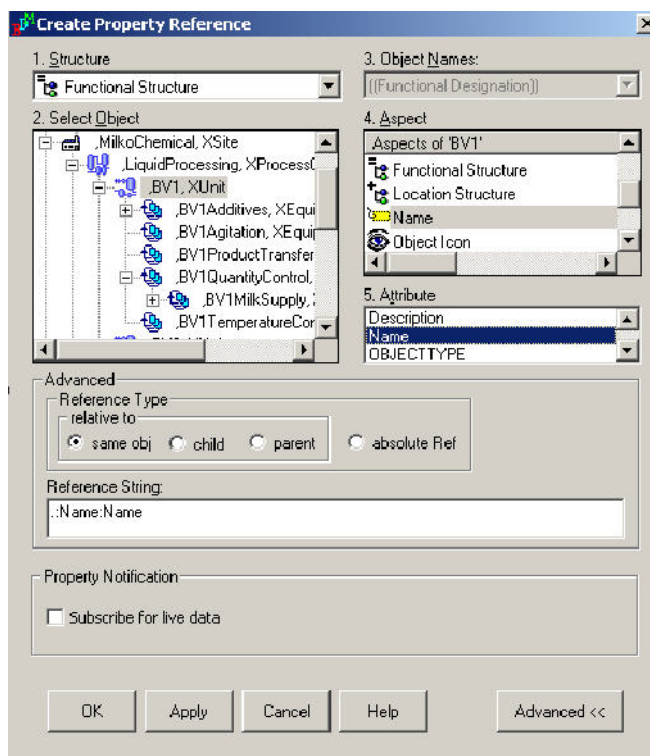 Create Property Reference
1. Structure
Functional Structure
2. Select Object
,MilkoChemical, XSite
,LiquidProcessing, XProcessC
,BV1, XUnit
,BV1Additives, XEqui
,BV1Agitation, XEquip
,BV1ProductTransfer
,BV1QuantityControl,
,BV1MilkSupply,
,BV1TemperatureCor
3. Object Names:
((Functional Designation))
4. Aspect
Aspects of 'BV1'
Functional Structure
Location Structure
Name
Object Icon
5. Attribute
Description
Name
OBJECTTYPE
Advanced
Reference Type
relative to
same obj child parent absolute Ref
Reference String:
.:Name:Name
Property Notification
Subscribe for live data
OK Apply Cancel Help Advanced <<